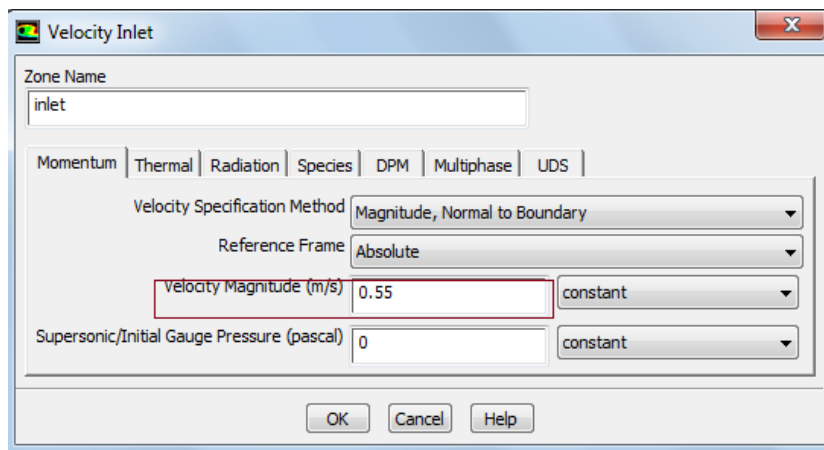 Velocity Inlet
Zone Name
inlet
Momentum Thermal Radiation Species DPM Multiphase UDS
Velocity Specification Method Magnitude, Normal to Boundary
Reference Frame Absolute
Velocity Magnitude (m/s) 0.55 constant
Supersonic/Initial Gauge Pressure (pascal) 0 constant
OK Cancel Help